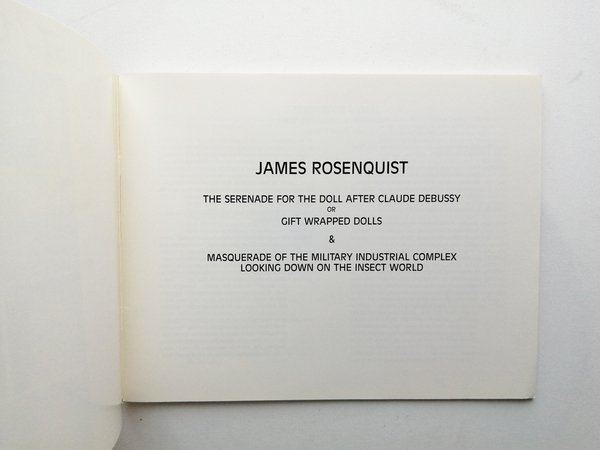 JAMES ROSENQUIST
THE SERENADE FOR THE DOLL AFTER CLAUDE DEBUSSY
OR
GIFT WRAPPED DOLLS
&
MASQUERADE OF THE MILITARY INDUSTRIAL COMPLEX
LOOKING DOWN ON THE INSECT WORLD